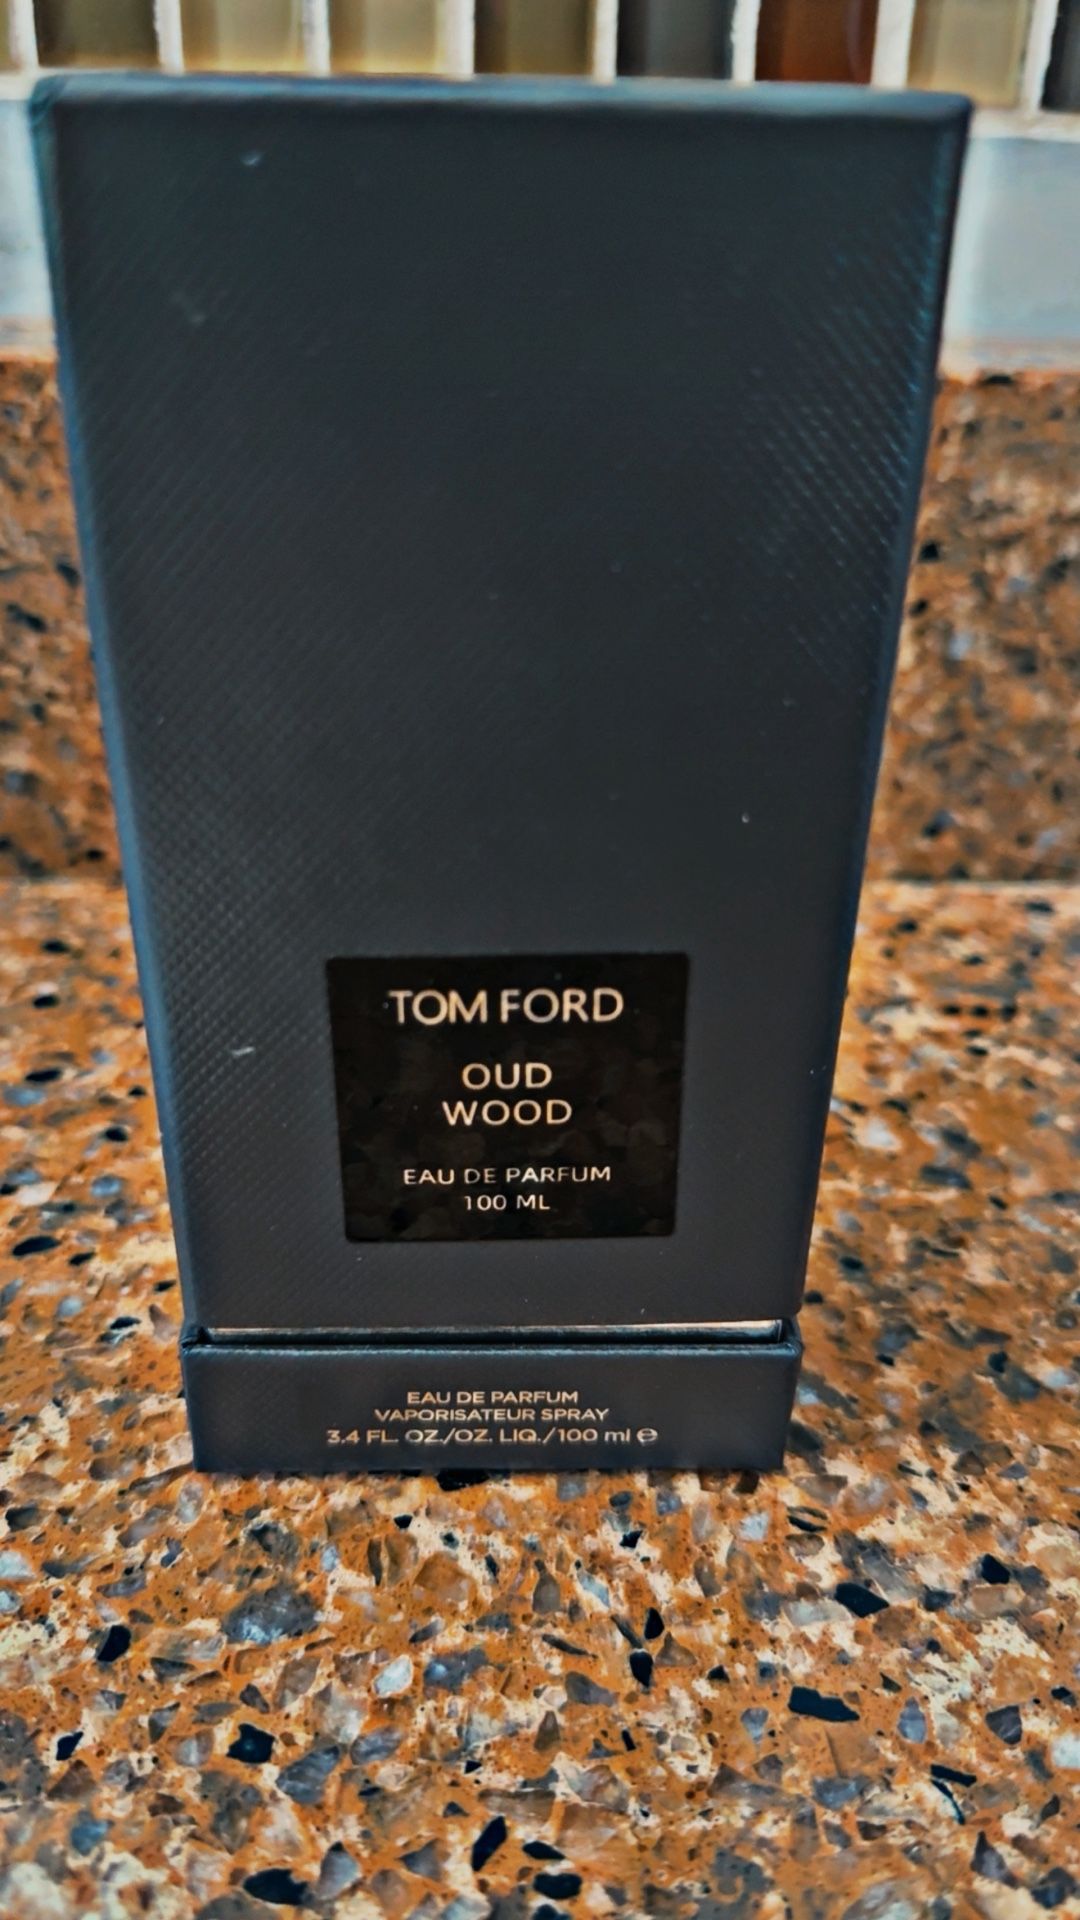 TOM FORD
OUD
WOOD
EAU DE PARFUM
100 ML
EAU DE PARFUM
VAPORISATEUR SPRAY
3.4 FL. OZ./OZ. LIQ./100 ml ℮